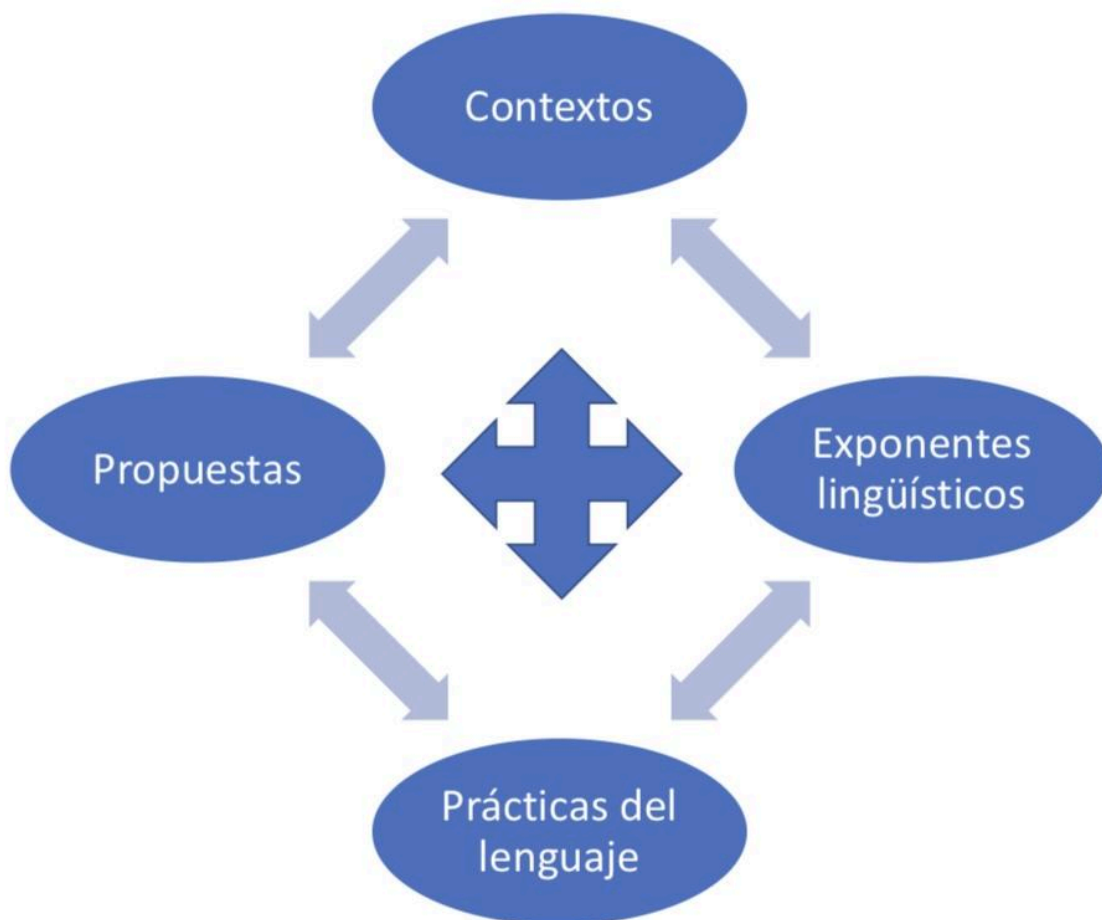 Contextos
Propuestas
Exponentes
lingüísticos
Prácticas del
lenguaje